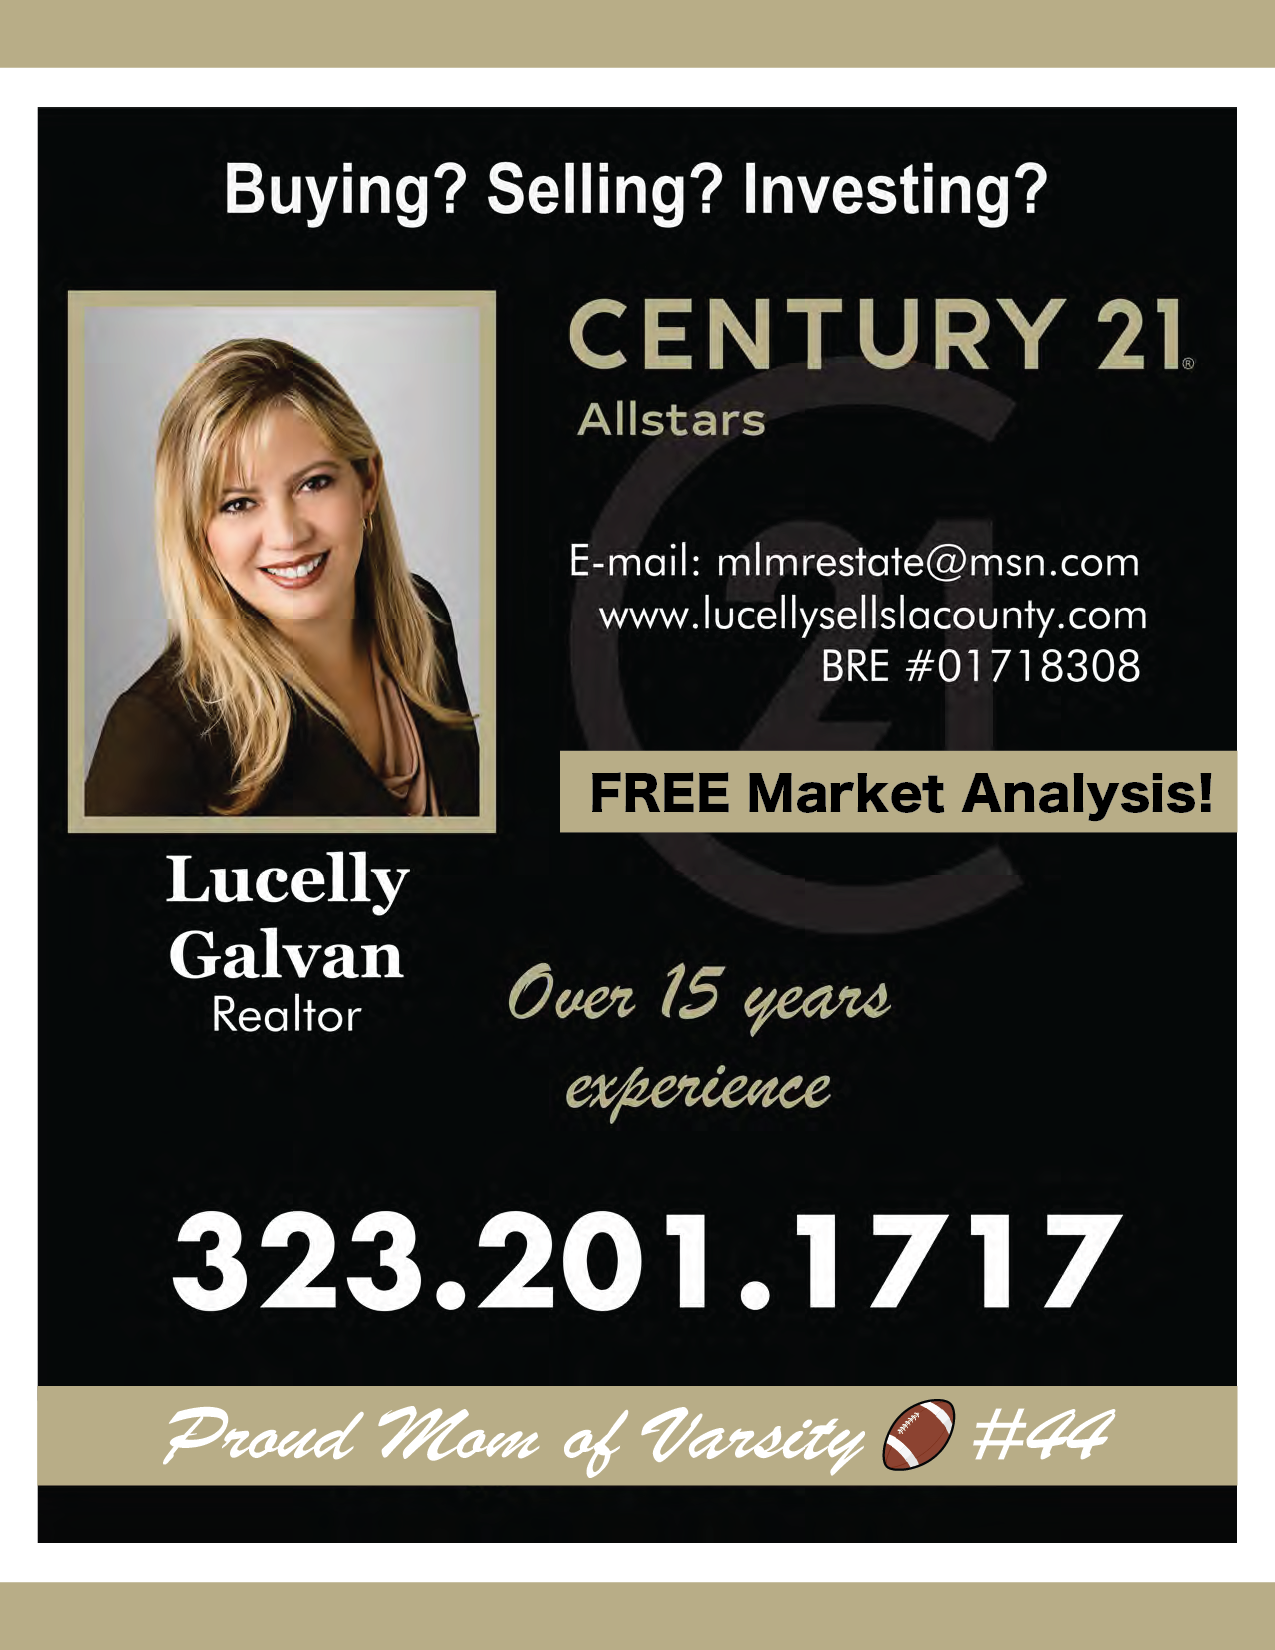 Buying? Selling? Investing?
CENTURY 21®
Allstars
21
E-mail: mlmrestate@msn.com
www.lucellysellslacounty.com
BRE #01718308
FREE Market Analysis!
Lucelly
Galvan
Realtor
Over 15 years
experience
323.201.1717
Proud Mom of Varsity #44